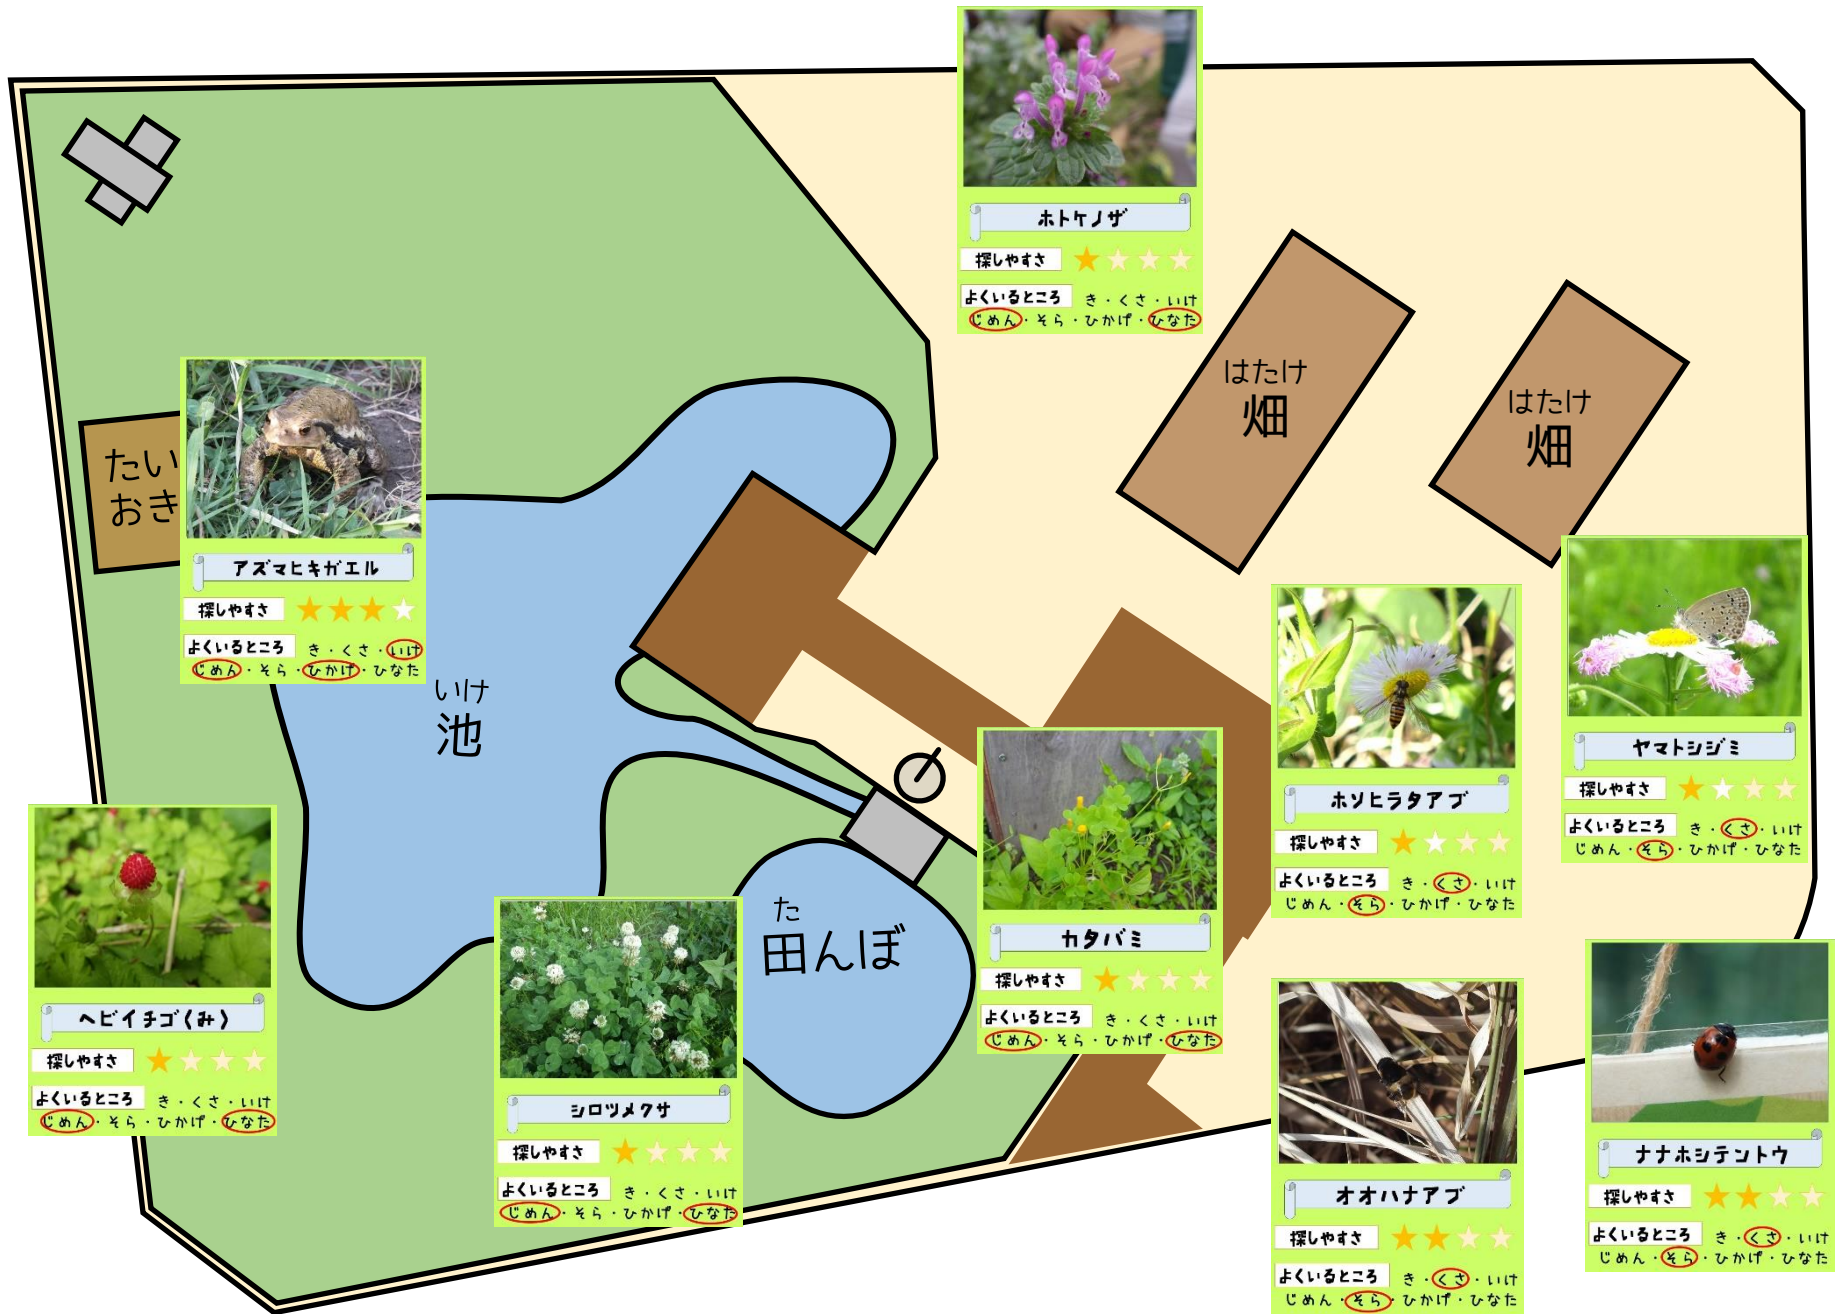 ホトケノザ
探しやすさ
よくいるところ き・くさ・いけ
じめん・そら・ひかげ・ひなた
はたけ
畑
はたけ
畑
たい
おき
アズマヒキガエル
探しやすさ
よくいるところ き・くさ・いけ
じめん・そら・ひかげ・ひなた
いけ
池
ホソヒラタアブ
探しやすさ
よくいるところ き・くさ・いけ
じめん・そら・ひかげ・ひなた
ヤマトシジミ
探しやすさ
よくいるところ き・くさ・いけ
じめん・そら・ひかげ・ひなた
ヘビイチゴ(み)
探しやすさ
よくいるところ き・くさ・いけ
じめん・そら・ひかげ・ひなた
た
田んぼ
シロツメクサ
探しやすさ
よくいるところ き・くさ・いけ
じめん・そら・ひかげ・ひなた
カタバミ
探しやすさ
よくいるところ き・くさ・いけ
じめん・そら・ひかげ・ひなた
オオハナアブ
探しやすさ
よくいるところ き・くさ・いけ
じめん・そら・ひかげ・ひなた
ナナホシテントウ
探しやすさ
よくいるところ き・くさ・いけ
じめん・そら・ひかげ・ひなた